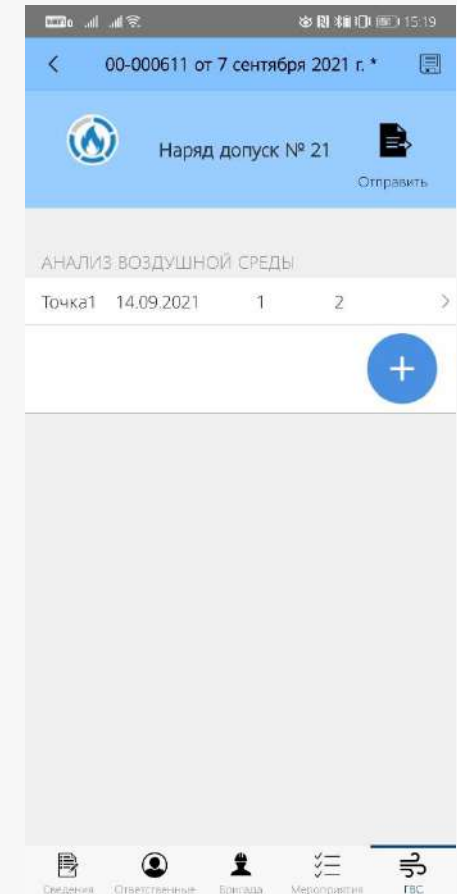 15:19
00-000611 от 7 сентября 2021 г. *
Наряд допуск № 21
Отправить
АНАЛИЗ ВОЗДУШНОЙ СРЕДЫ
Точка1 14.09.2021 1 2
Сведения Ответственные Бригада Мероприятия ГВС